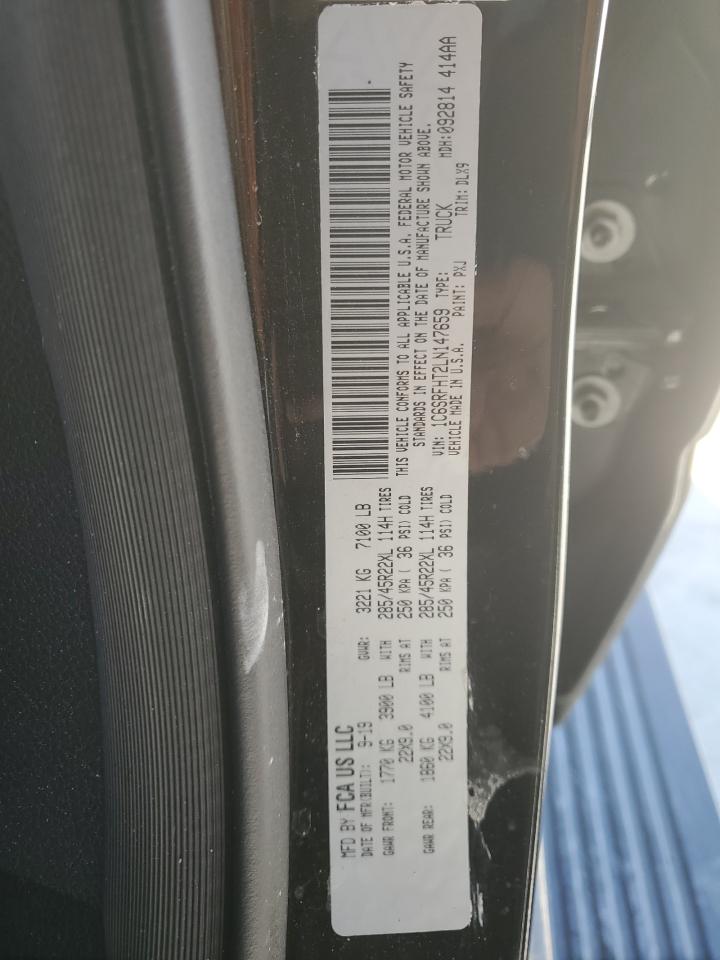 MFD BY FCA US LLC
DATE OF MFR(BUILT): 9-19 GVWR: 3221 KG 7100 LB
GAWR FRONT: 1770 KG 3900 LB WITH 285/45R22XL 114H TIRES
22X9.0 RIMS AT 250 KPA ( 36 PSI) COLD
GAWR REAR: 1860 KG 4100 LB WITH 285/45R22XL 114H TIRES
22X9.0 RIMS AT 250 KPA ( 36 PSI) COLD
THIS VEHICLE CONFORMS TO ALL APPLICABLE U.S.A. FEDERAL MOTOR VEHICLE SAFETY
STANDARDS IN EFFECT ON THE DATE OF MANUFACTURE SHOWN ABOVE.
VIN: 1C6SRFHT2LN147659 TYPE: TRUCK MDH:092814 414AA
VEHICLE MADE IN U.S.A. PAINT: PXJ TRIM: DLX9